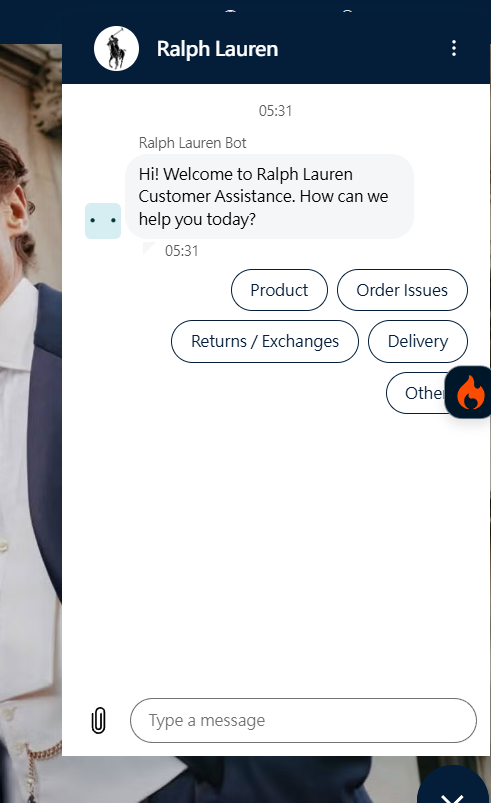 Ralph Lauren
05:31
Ralph Lauren Bot
Hi! Welcome to Ralph Lauren
Customer Assistance. How can we
help you today?
05:31
Product
Order Issues
Returns / Exchanges
Delivery
Othe
Type a message